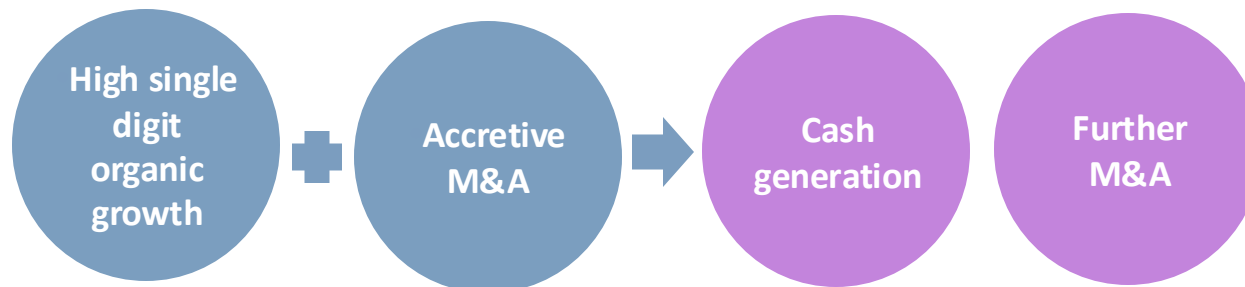 High single
digit
organic
growth
Accretive
M&A
Cash
generation
Further
M&A